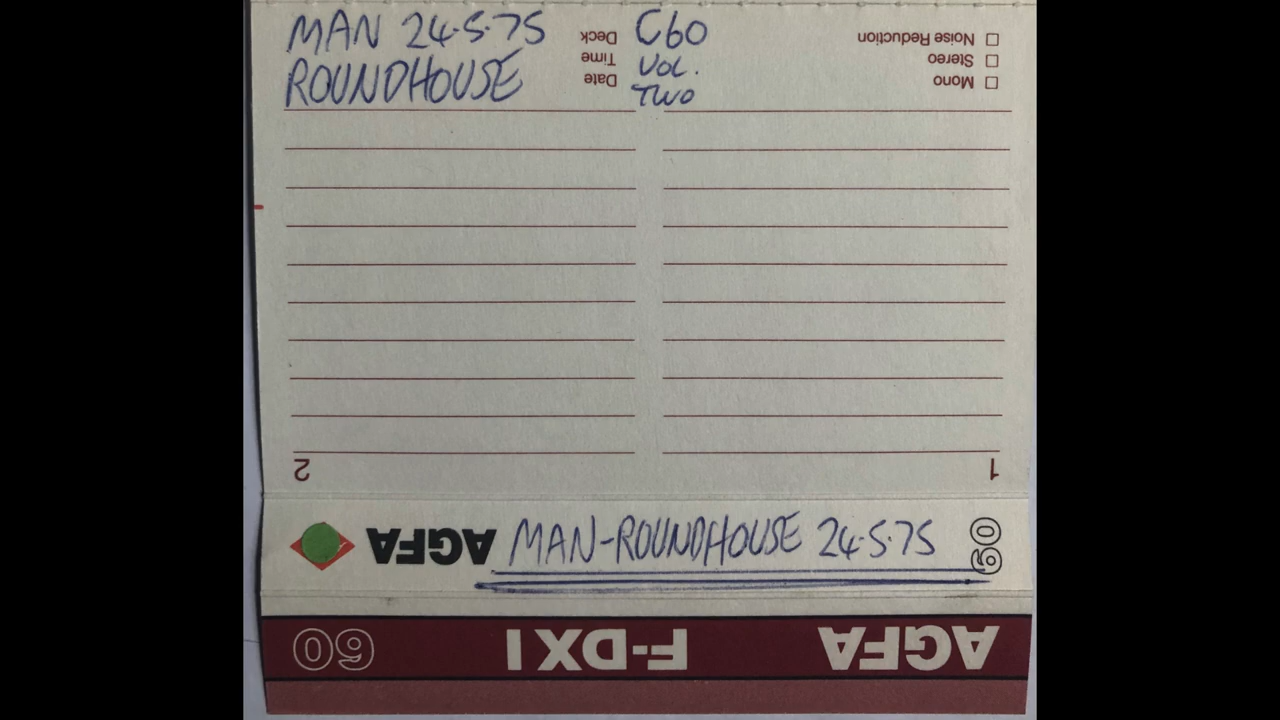 MAN 24·5·75 Deck C60 Noise Reduction
ROUNDHOUSE Time VOL. Stereo
Date TWO Mono
2 1
AGFA MAN-ROUNDHOUSE 24·5·75 60
60 F-DX I AGFA